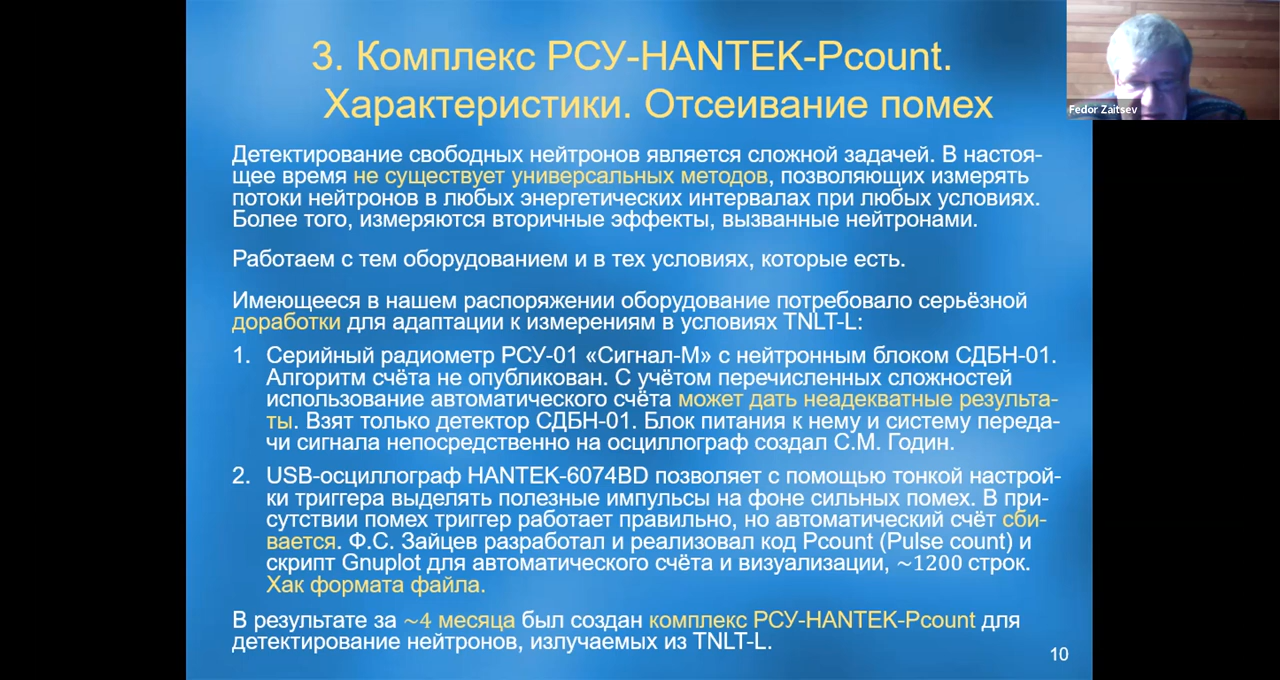 3. Комплекс РСУ-HANTEK-Pcount.
Характеристики. Отсеивание помех
Fedor Zaitsev
Детектирование свободных нейтронов является сложной задачей. В настоя-
щее время не существует универсальных методов, позволяющих измерять
потоки нейтронов в любых энергетических интервалах при любых условиях.
Более того, измеряются вторичные эффекты, вызванные нейтронами.
Работаем с тем оборудованием и в тех условиях, которые есть.
Имеющееся в нашем распоряжении оборудование потребовало серьёзной
доработки для адаптации к измерениям в условиях TNLT-L:
1. Серийный радиометр РСУ-01 «Сигнал-М» с нейтронным блоком СДБН-01.
Алгоритм счёта не опубликован. С учётом перечисленных сложностей
использование автоматического счёта может дать неадекватные результа-
ты. Взят только детектор СДБН-01. Блок питания к нему и систему переда-
чи сигнала непосредственно на осциллограф создал С.М. Годин.
2. USB-осциллограф HANTEK-6074BD позволяет с помощью тонкой настрой-
ки триггера выделять полезные импульсы на фоне сильных помех. В при-
сутствии помех триггер работает правильно, но автоматический счёт сби-
вается. Ф.С. Зайцев разработал и реализовал код Pcount (Pulse count) и
скрипт Gnuplot для автоматического счёта и визуализации, ~1200 строк.
Хак формата файла.
В результате за ~4 месяца был создан комплекс РСУ-HANTEK-Pcount для
детектирование нейтронов, излучаемых из TNLT-L.
10